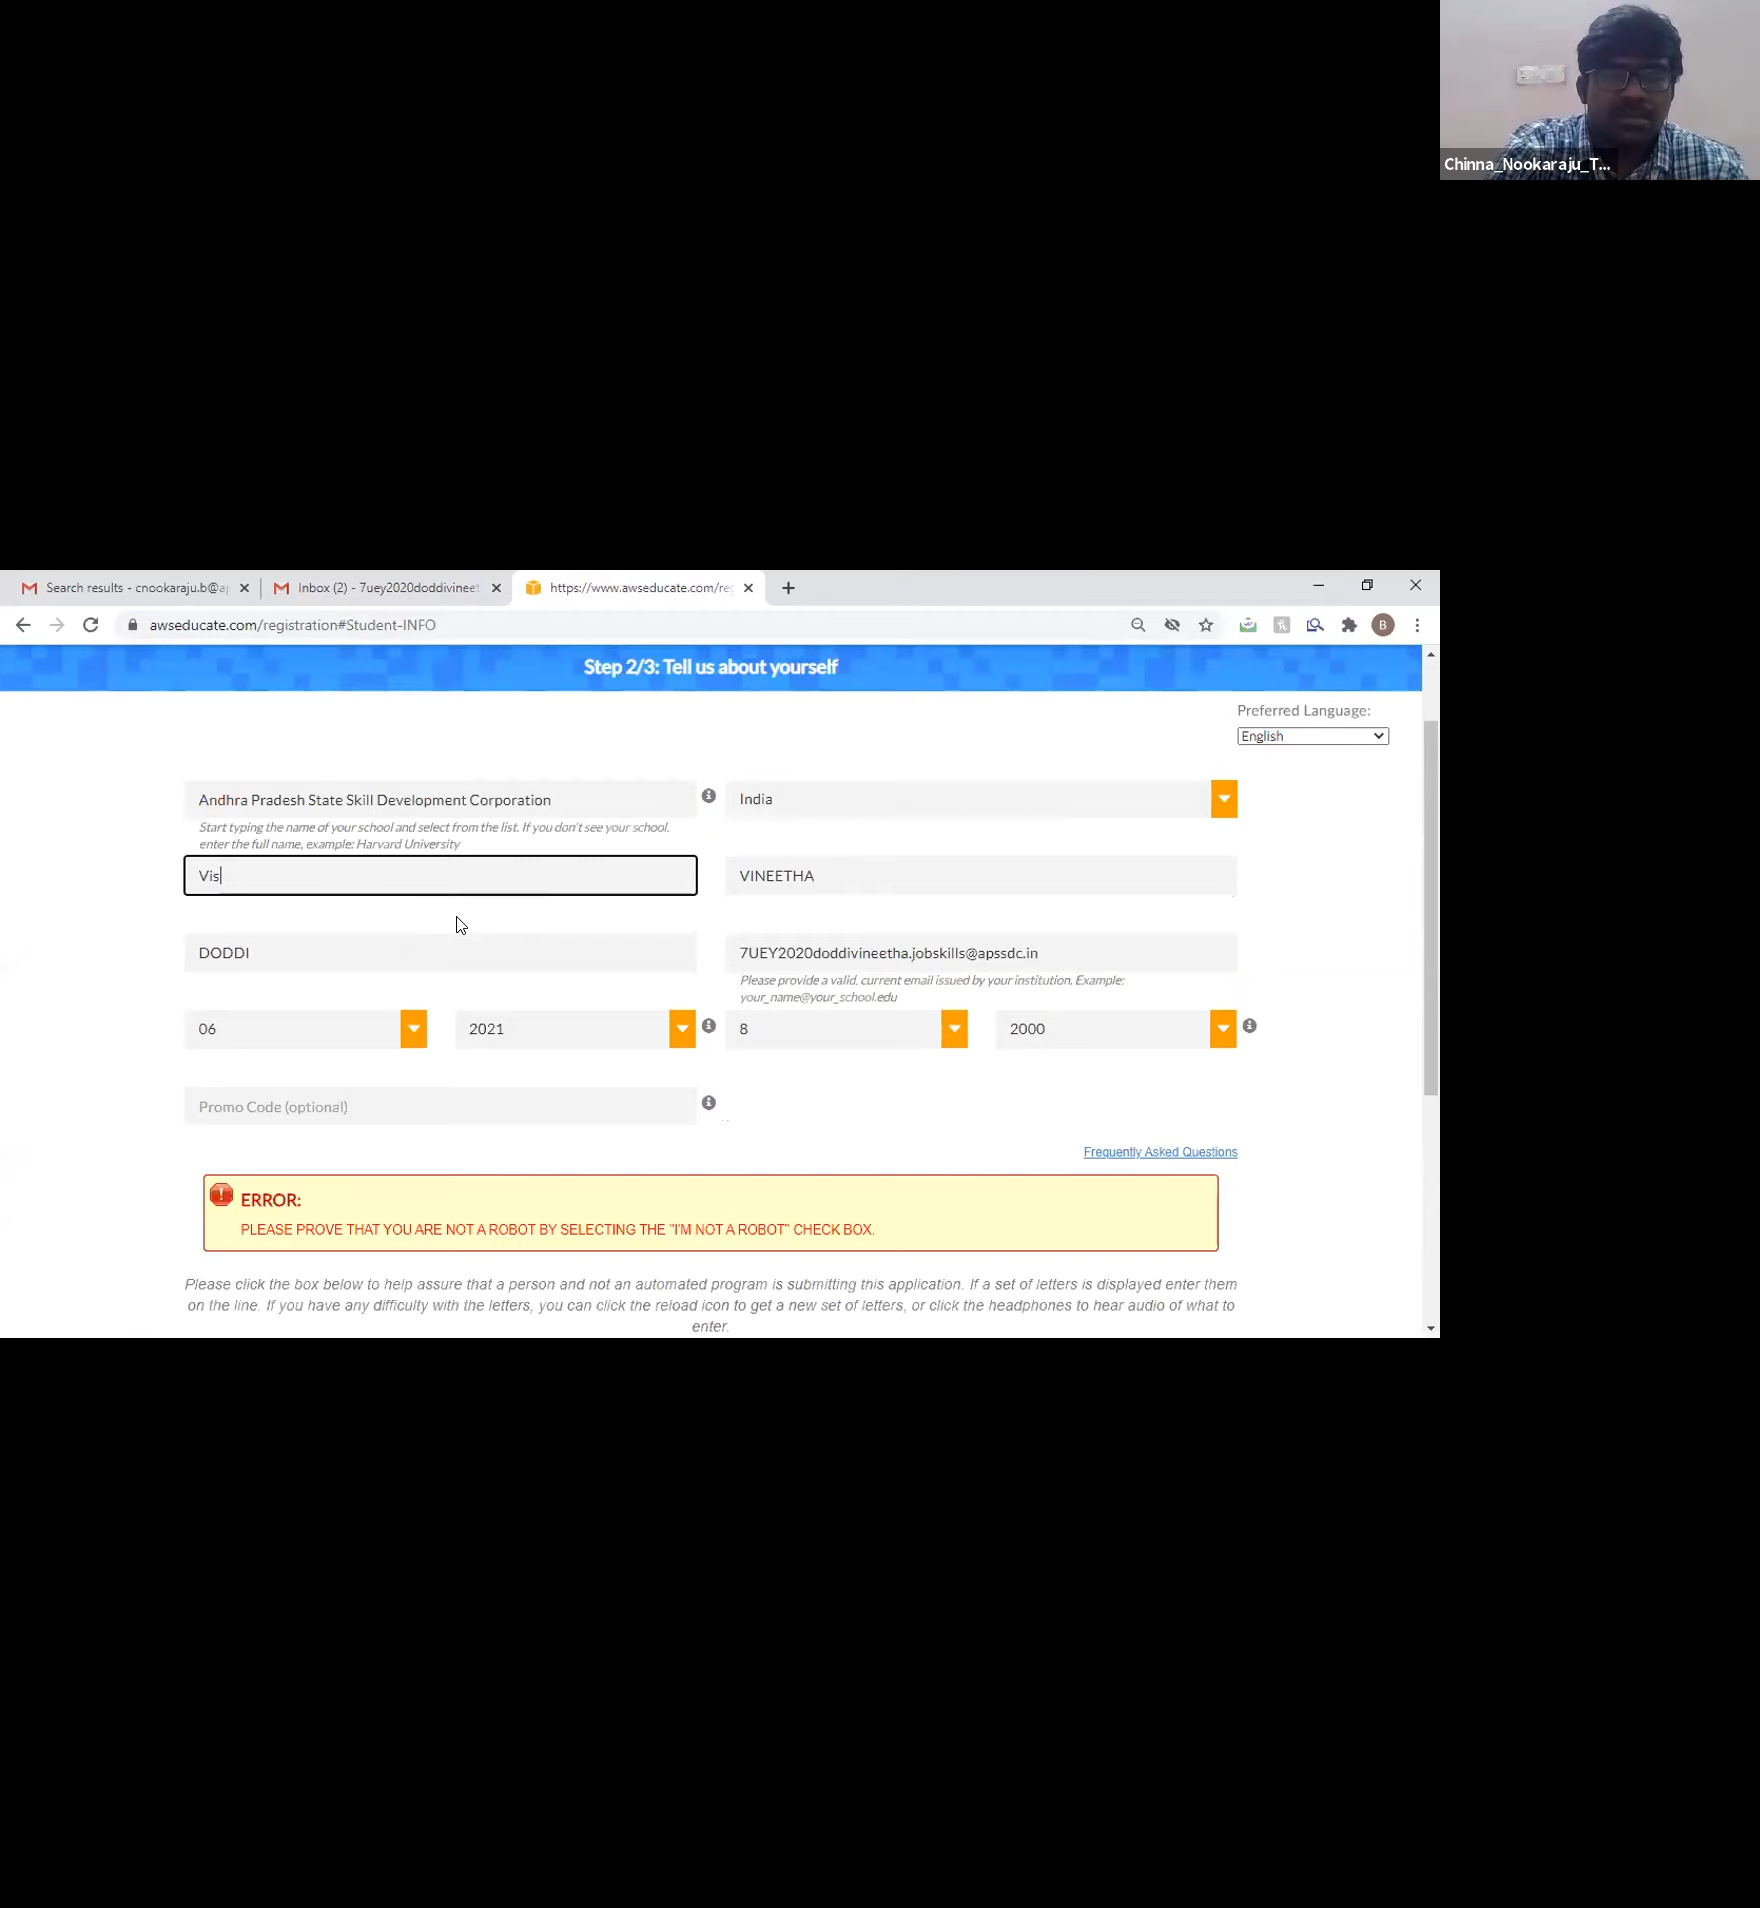 Chinna_Nookaraju_T...
Search results - cnookaraju.b@a
Inbox (2) - 7uey2020doddivineet
https://www.awseducate.com/re
awseducate.com/registration#Student-INFO
B
Step 2/3: Tell us about yourself
Preferred Language:
English
Andhra Pradesh State Skill Development Corporation
India
Start typing the name of your school and select from the list. If you don't see your school,
enter the full name, example: Harvard University
Vis
VINEETHA
DODDI
7UEY2020doddivineetha.jobskills@apssdc.in
Please provide a valid, current email issued by your institution. Example:
your_name@your_school.edu
06
2021
8
2000
Promo Code (optional)
Frequently Asked Questions
ERROR:
PLEASE PROVE THAT YOU ARE NOT A ROBOT BY SELECTING THE "I'M NOT A ROBOT" CHECK BOX.
Please click the box below to help assure that a person and not an automated program is submitting this application. If a set of letters is displayed enter them
on the line. If you have any difficulty with the letters, you can click the reload icon to get a new set of letters, or click the headphones to hear audio of what to
enter.